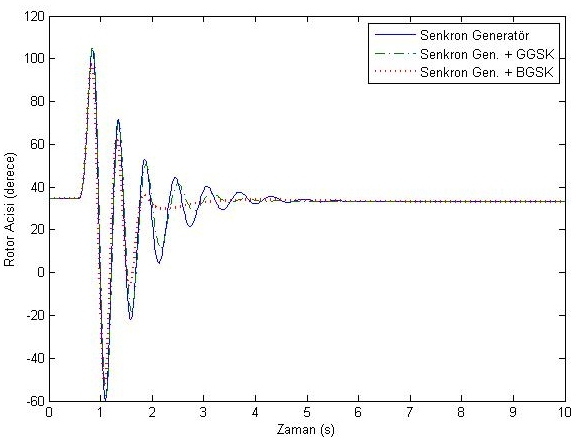 120
100
80
60
40
20
0
-20
-40
-60
Rotor Acisi (derece)
Senkron Generatör
Senkron Gen. + GGSK
Senkron Gen. + BGSK
0 1 2 3 4 5 6 7 8 9 10
Zaman (s)